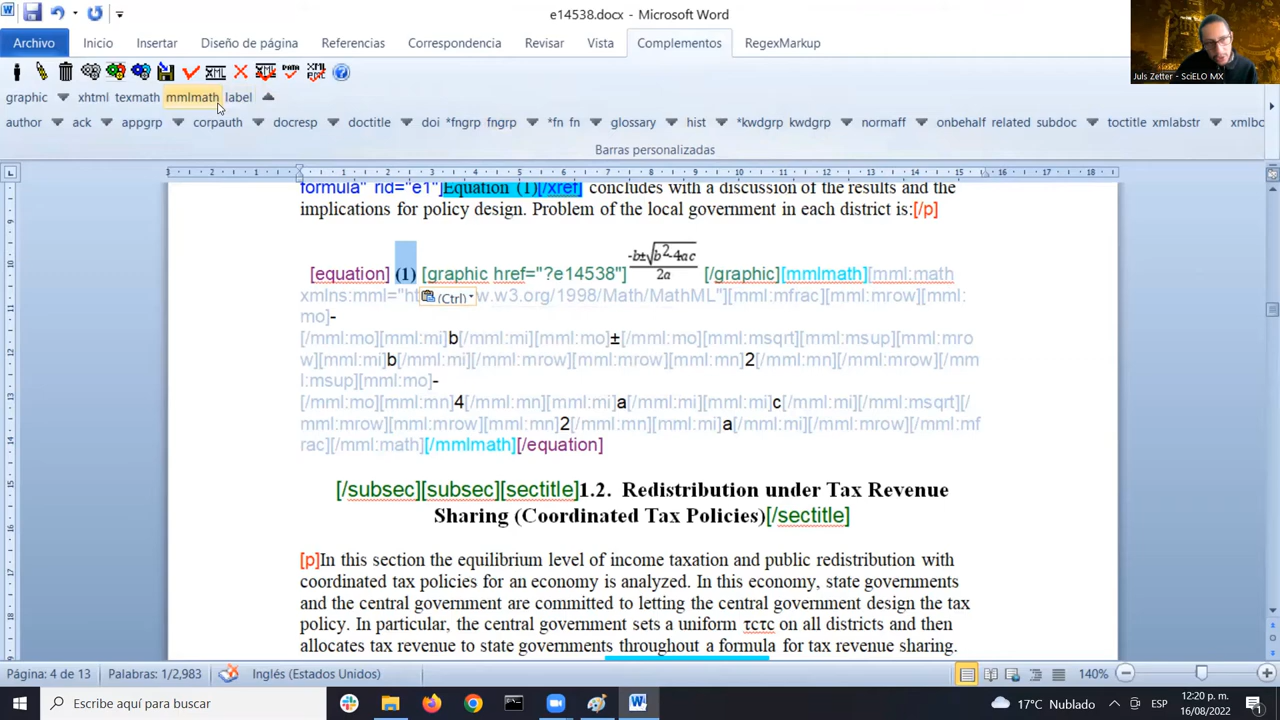 e14538.docx - Microsoft Word
Archivo Inicio Insertar Diseño de página Referencias Correspondencia Revisar Vista Complementos RegexMarkup
Juls Zetter - SciELO MX
graphic xhtml texmath mmlmath label
author ack appgrp corpauth docresp doctitle doi *fngrp fngrp *fn fn glossary hist *kwdgrp kwdgrp normaff onbehalf related subdoc toctitle xmlabstr xmlbo
Barras personalizadas
formula" rid="e1"]Equation (1)[/xref] concludes with a discussion of the results and the
implications for policy design. Problem of the local government in each district is:[/p]
[equation] (1) [graphic href="?e14538"] -b±√b²-4ac / 2a [/graphic][mmlmath][mml:math
xmlns:mml="ht (Ctrl) w.w3.org/1998/Math/MathML"][mml:mfrac][mml:mrow][mml:
mo]-
[/mml:mo][mml:mi]b[/mml:mi][mml:mo]±[/mml:mo][mml:msqrt][mml:msup][mml:mro
w][mml:mi]b[/mml:mi][/mml:mrow][mml:mrow][mml:mn]2[/mml:mn][/mml:mrow][/mm
l:msup][mml:mo]-
[/mml:mo][mml:mn]4[/mml:mn][mml:mi]a[/mml:mi][mml:mi]c[/mml:mi][/mml:msqrt][/
mml:mrow][mml:mrow][mml:mn]2[/mml:mn][mml:mi]a[/mml:mi][/mml:mrow][/mml:mf
rac][/mml:math][/mmlmath][/equation]
[/subsec][subsec][sectitle]1.2. Redistribution under Tax Revenue
Sharing (Coordinated Tax Policies)[/sectitle]
[p]In this section the equilibrium level of income taxation and public redistribution with
coordinated tax policies for an economy is analyzed. In this economy, state governments
and the central government are committed to letting the central government design the tax
policy. In particular, the central government sets a uniform τcτc on all districts and then
allocates tax revenue to state governments throughout a formula for tax revenue sharing.
Página: 4 de 13 Palabras: 1/2,983 Inglés (Estados Unidos) 140%
Escribe aquí para buscar 17°C Nublado ESP 12:20 p. m.
16/08/2022